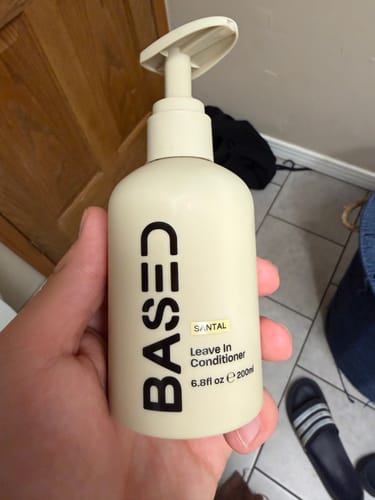 BASED
SANTAL
Leave In
Conditioner
6.8fl oz ℮ 200ml